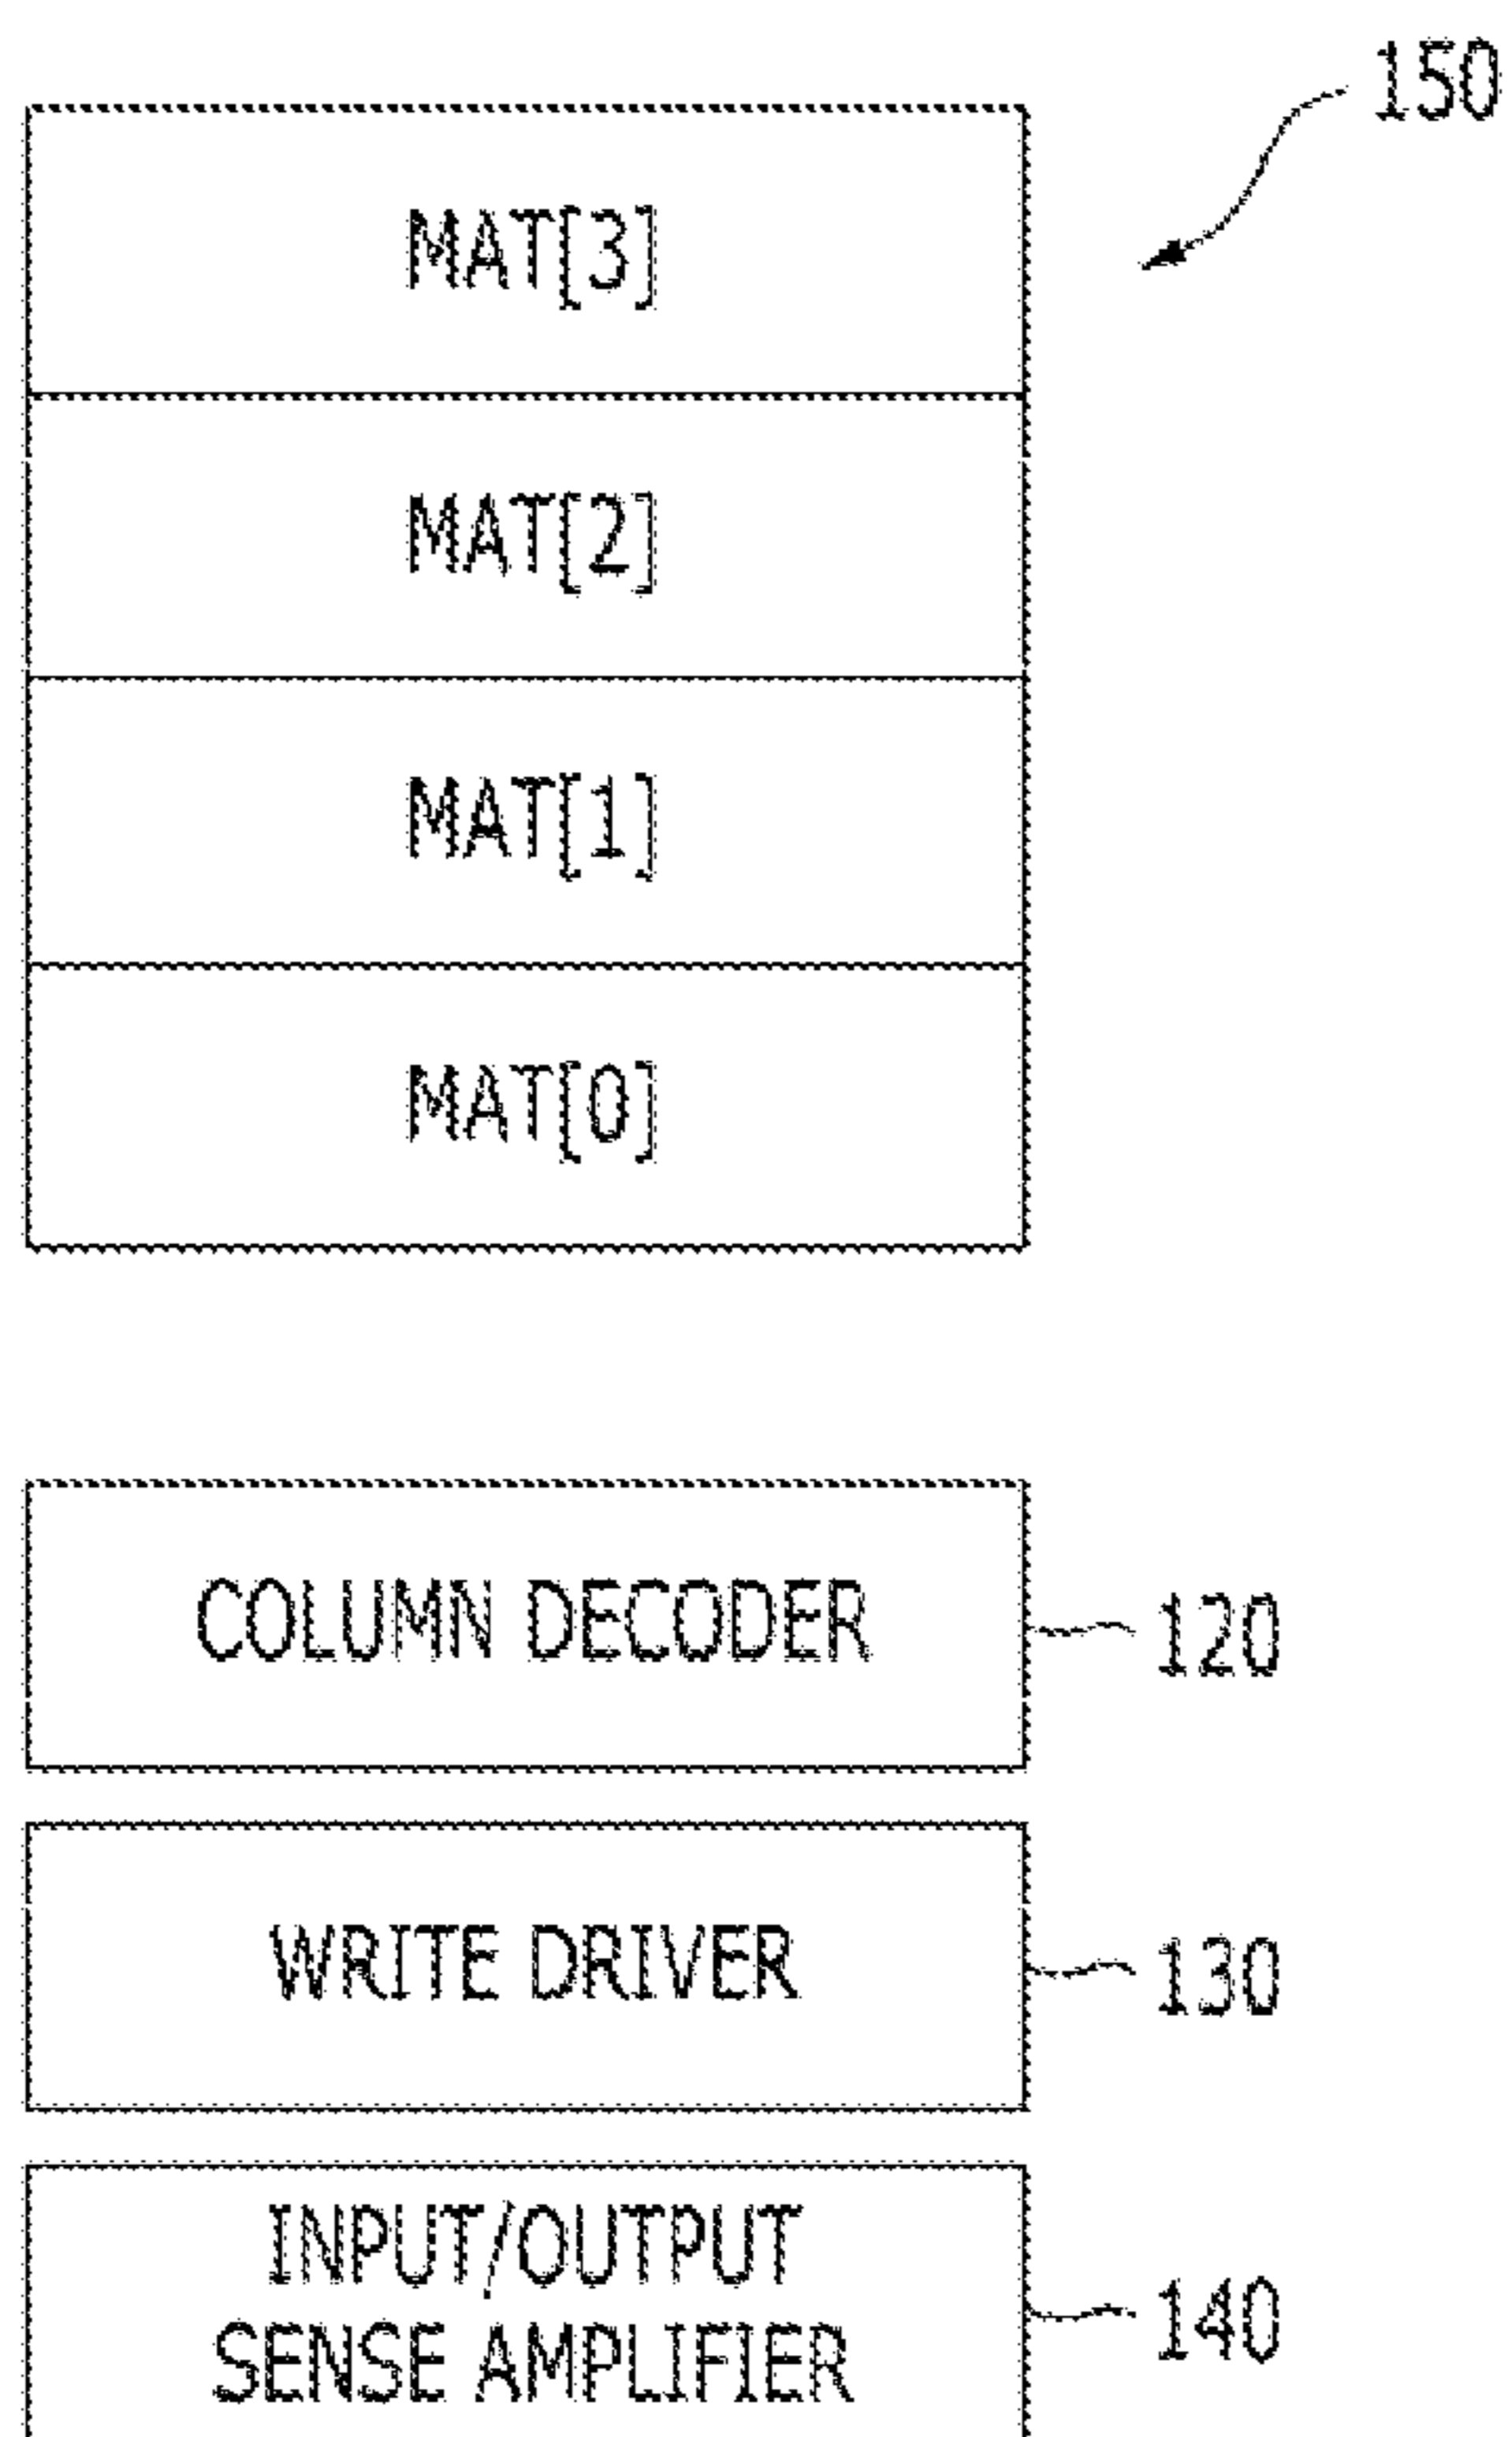 150
MAT[3]
MAT[2]
MAT[1]
MAT[0]
COLUMN DECODER
120
WRITE DRIVER
130
INPUT/OUTPUT
SENSE AMPLIFIER
140